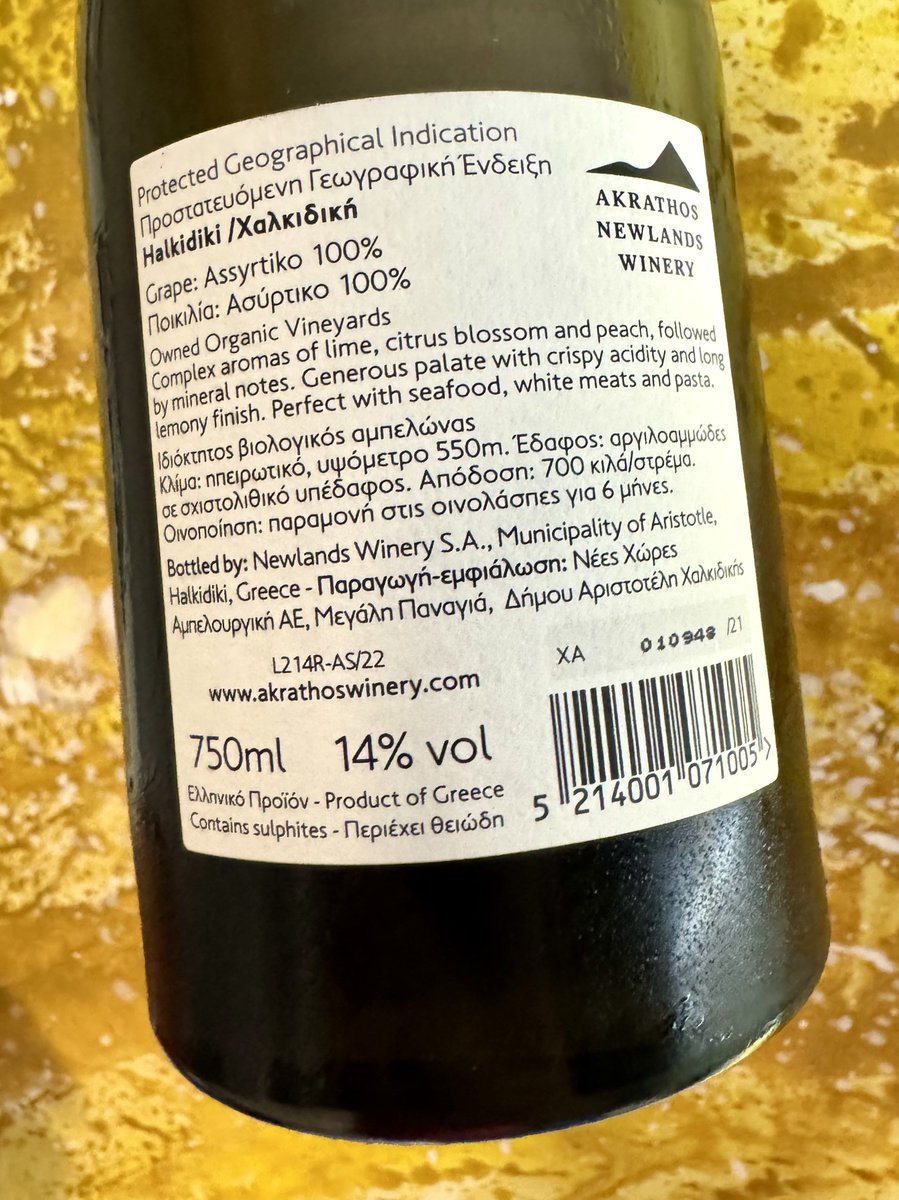 Protected Geographical Indication
Προστατευόμενη Γεωγραφική Ένδειξη
Halkidiki /Χαλκιδική
AKRATHOS
NEWLANDS
WINERY
Grape: Assyrtiko 100%
Ποικιλία: Ασύρτικο 100%
Owned Organic Vineyards
Complex aromas of lime, citrus blossom and peach, followed
by mineral notes. Generous palate with crispy acidity and long
lemony finish. Perfect with seafood, white meats and pasta.
Ιδιόκτητος βιολογικός αμπελώνας
Κλίμα: ηπειρωτικό, υψόμετρο 550m. Έδαφος: αργιλοαμμώδες
σε σχιστολιθικό υπέδαφος. Απόδοση: 700 κιλά/στρέμα.
Οινοποίηση: παραμονή στις οινολάσπες για 6 μήνες.
Bottled by: Newlands Winery S.A., Municipality of Aristotle,
Halkidiki, Greece - Παραγωγή-εμφιάλωση: Νέες Χώρες
Αμπελουργική ΑΕ, Μεγάλη Παναγιά, Δήμου Αριστοτέλη Χαλκιδικής
L214R-AS/22
www.akrathoswinery.com
XA 010948 /21
750ml 14% vol
Ελληνικό Προϊόν - Product of Greece
Contains sulphites - Περιέχει θειώδη
5 214001 071005 >